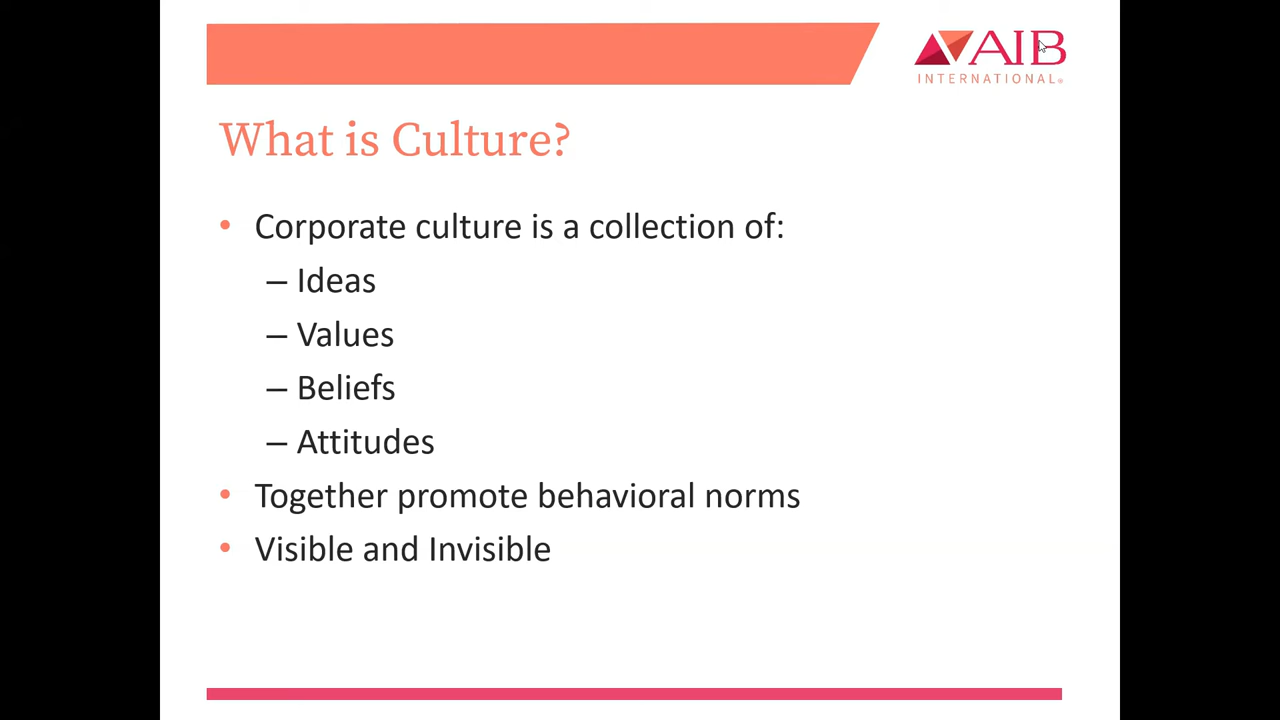 AIB
INTERNATIONAL®
What is Culture?
• Corporate culture is a collection of:
– Ideas
– Values
– Beliefs
– Attitudes
• Together promote behavioral norms
• Visible and Invisible